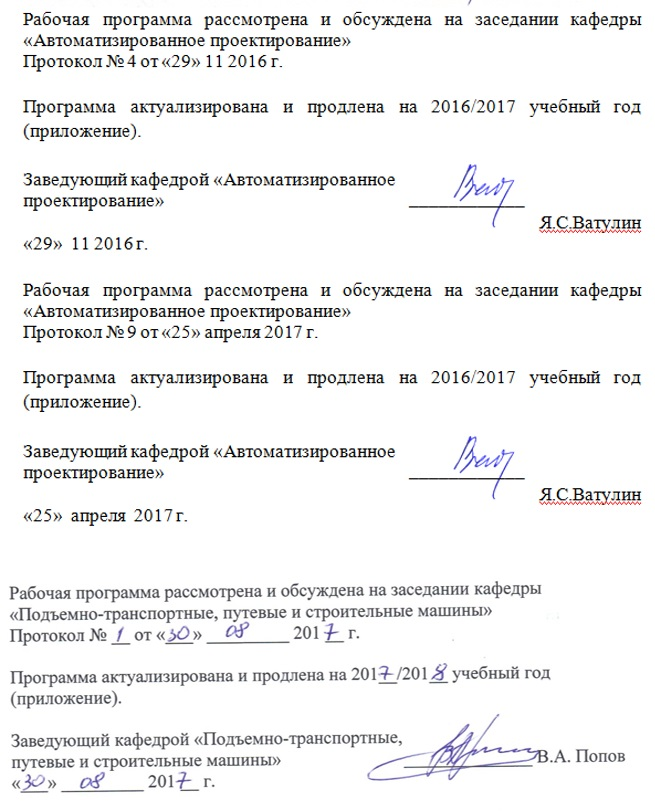 Рабочая программа рассмотрена и обсуждена на заседании кафедры
«Автоматизированное проектирование»
Протокол № 4 от «29» 11 2016 г.
Программа актуализирована и продлена на 2016/2017 учебный год
(приложение).
Заведующий кафедрой «Автоматизированное
проектирование» ____________
Я.С.Ватулин
«29» 11 2016 г.
Рабочая программа рассмотрена и обсуждена на заседании кафедры
«Автоматизированное проектирование»
Протокол № 9 от «25» апреля 2017 г.
Программа актуализирована и продлена на 2016/2017 учебный год
(приложение).
Заведующий кафедрой «Автоматизированное
проектирование» ____________
Я.С.Ватулин
«25» апреля 2017 г.
Рабочая программа рассмотрена и обсуждена на заседании кафедры
«Подъемно-транспортные, путевые и строительные машины»
Протокол № 1 от «30» 08 2017 г.
Программа актуализирована и продлена на 2017/2018 учебный год
(приложение).
Заведующий кафедрой «Подъемно-транспортные,
путевые и строительные машины» ____________ В.А. Попов
«30» 08 2017 г.